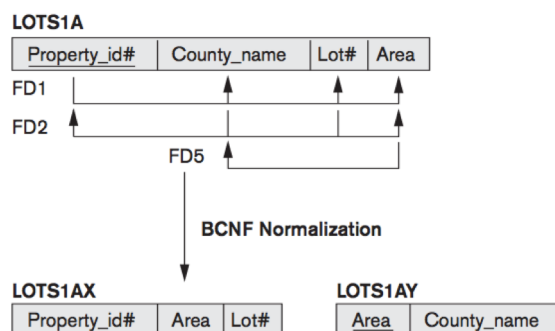 LOTS1A
Property_id# County_name Lot# Area
FD1
FD2
FD5
BCNF Normalization
LOTS1AX LOTS1AY
Property_id# Area Lot# Area County_name